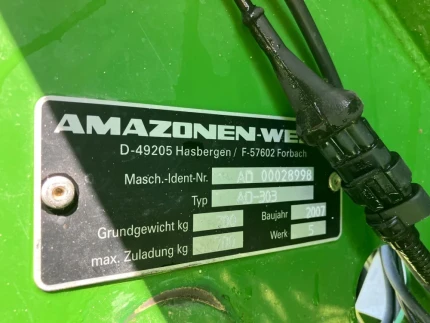 AMAZONEN-WE
D-49205 Hasbergen / F-57602 Forbach
Masch.-Ident-Nr. AD 00028998
Typ AD-303
Grundgewicht kg Baujahr 2007
max. Zuladung kg Werk S